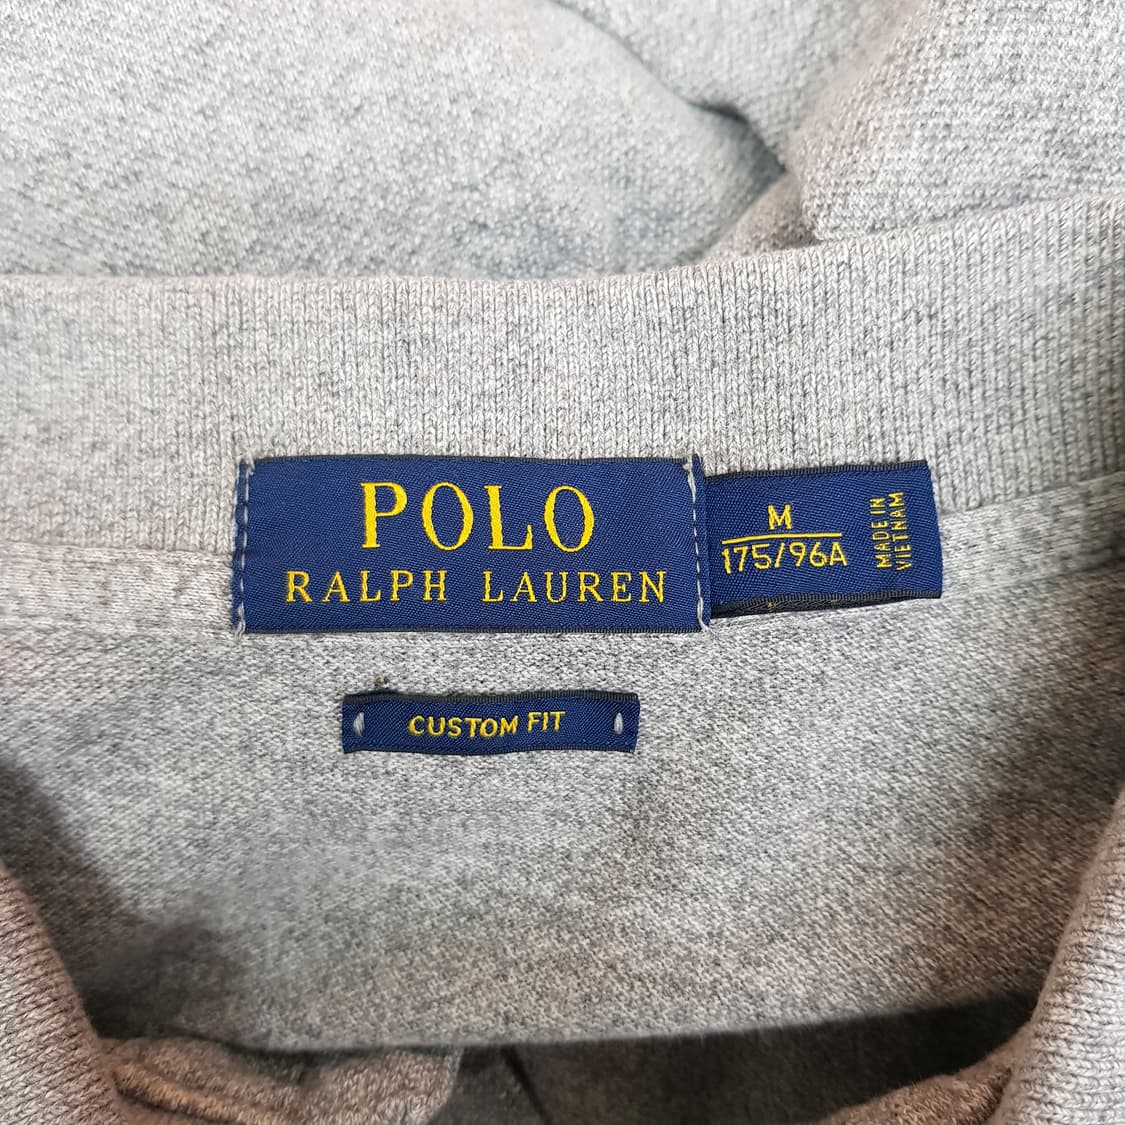 POLO
RALPH LAUREN
M
175/96A
MADE IN
VIETNAM
CUSTOM FIT